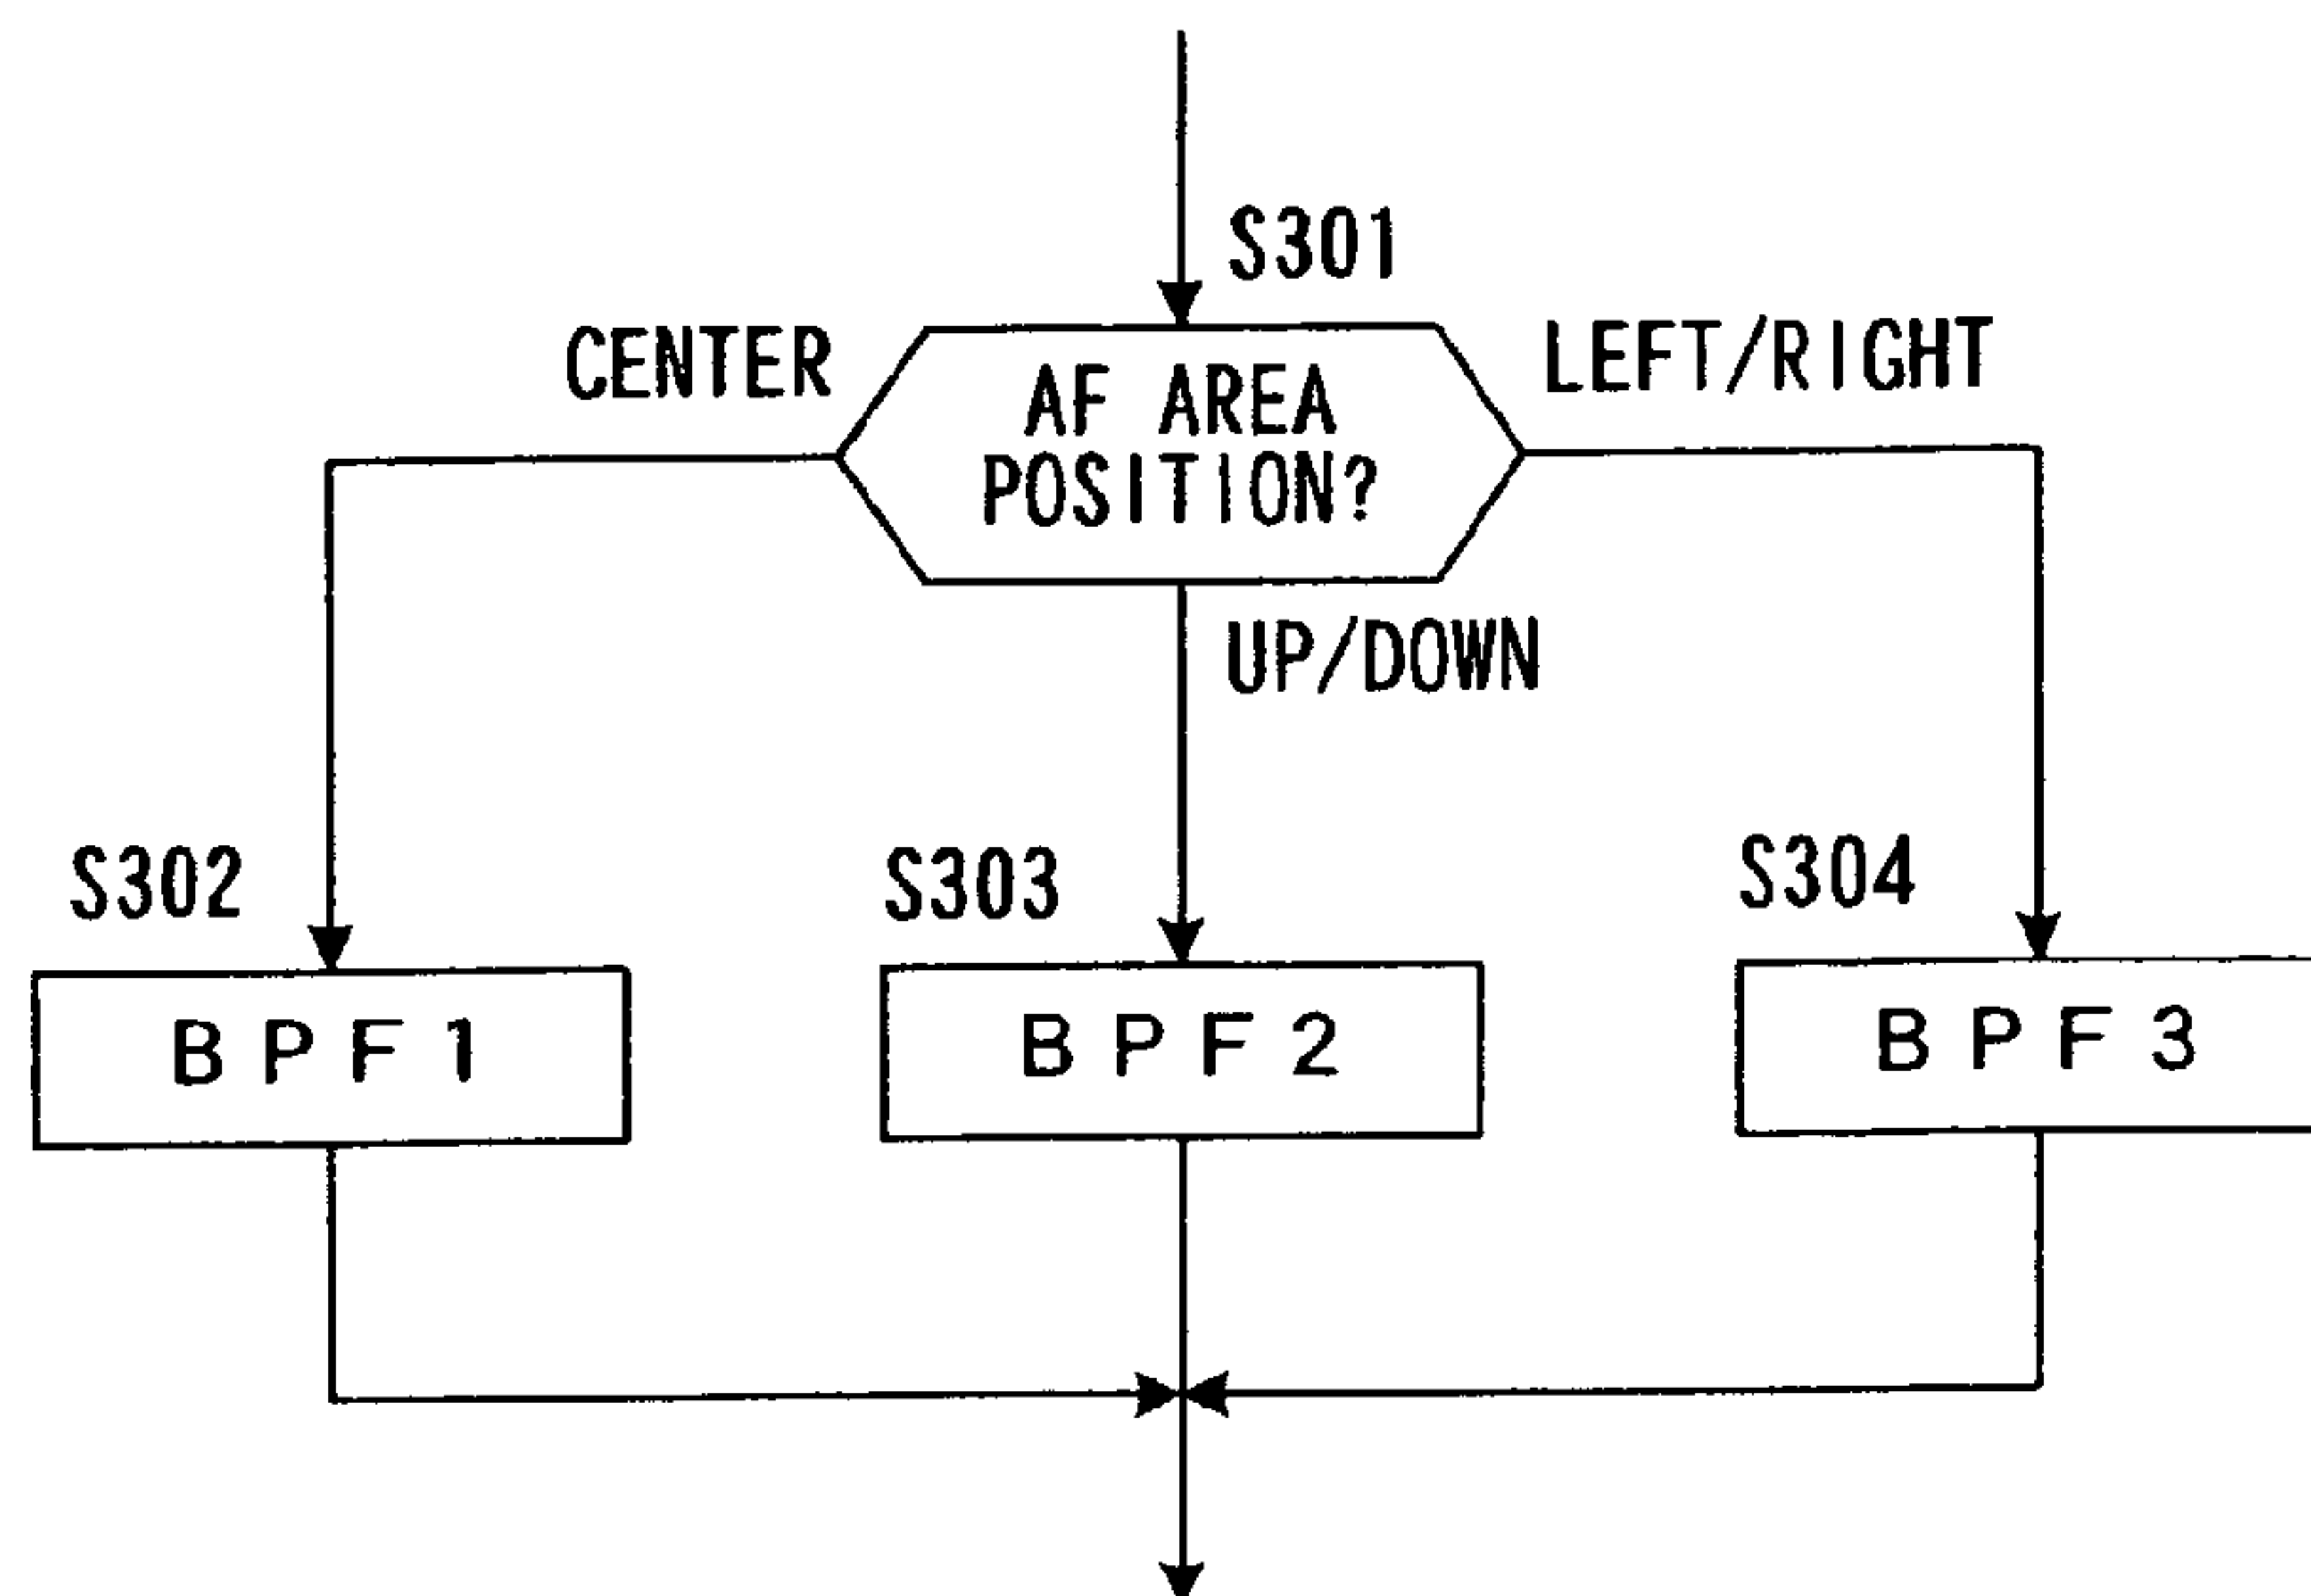 S301
CENTER
LEFT/RIGHT
AF AREA
POSITION?
UP/DOWN
S302
S303
S304
BPF1
BPF2
BPF3